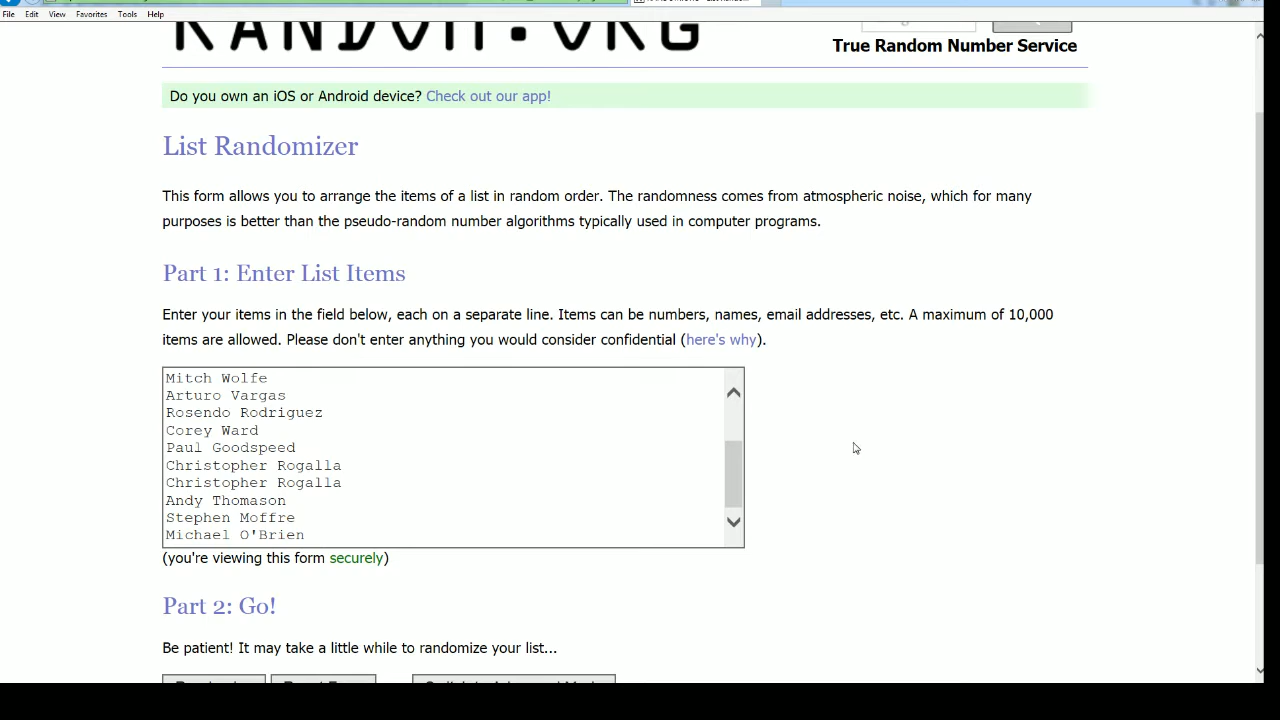 File Edit View Favorites Tools Help
RANDOM.ORG
True Random Number Service
Do you own an iOS or Android device? Check out our app!
List Randomizer
This form allows you to arrange the items of a list in random order. The randomness comes from atmospheric noise, which for many
purposes is better than the pseudo-random number algorithms typically used in computer programs.
Part 1: Enter List Items
Enter your items in the field below, each on a separate line. Items can be numbers, names, email addresses, etc. A maximum of 10,000
items are allowed. Please don't enter anything you would consider confidential (here's why).
Mitch Wolfe
Arturo Vargas
Rosendo Rodriguez
Corey Ward
Paul Goodspeed
Christopher Rogalla
Christopher Rogalla
Andy Thomason
Stephen Moffre
Michael O'Brien
(you're viewing this form securely)
Part 2: Go!
Be patient! It may take a little while to randomize your list...